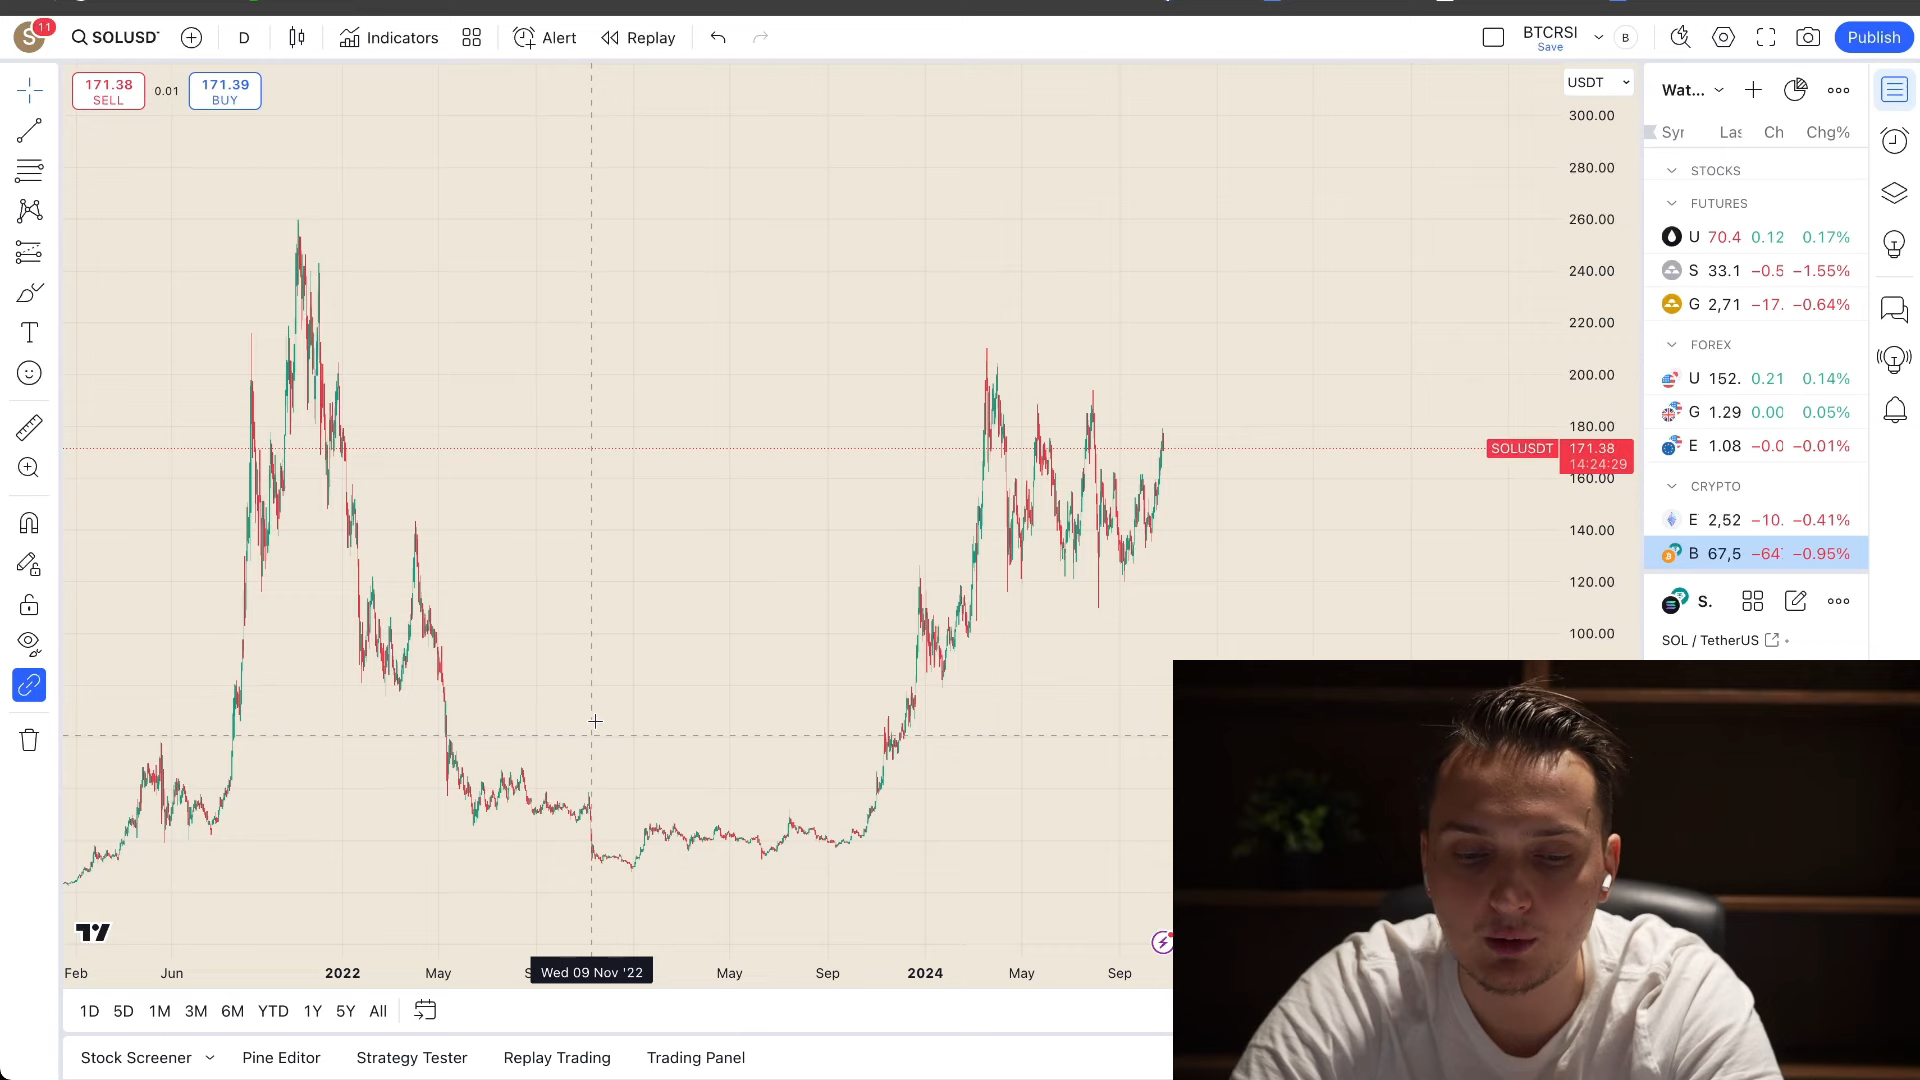 S 11 SOLUSDT D Indicators Alert Replay BTCRSI Save B Publish
171.38 SELL 0.01 171.39 BUY
USDT
300.00
280.00
260.00
240.00
220.00
200.00
180.00
SOLUSDT 171.38
14:24:29
160.00
140.00
120.00
100.00
Wat...
Syr Las Ch Chg%
STOCKS
FUTURES
U 70.4 0.12 0.17%
S 33.1 −0.5 −1.55%
G 2,71 −17. −0.64%
FOREX
U 152. 0.21 0.14%
G 1.29 0.00 0.05%
E 1.08 −0.0 −0.01%
CRYPTO
E 2,52 −10. −0.41%
B 67,5 −64 −0.95%
S.
SOL / TetherUS
Feb Jun 2022 May Wed 09 Nov '22 May Sep 2024 May Sep
1D 5D 1M 3M 6M YTD 1Y 5Y All
Stock Screener Pine Editor Strategy Tester Replay Trading Trading Panel